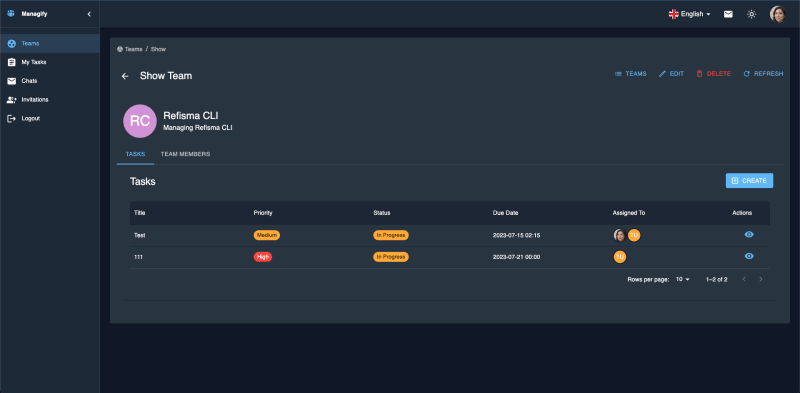 Managify
English
Teams
My Tasks
Chats
Invitations
Logout
Teams / Show
Show Team
TEAMS
EDIT
DELETE
REFRESH
RC
Refisma CLI
Managing Refisma CLI
TASKS
TEAM MEMBERS
Tasks
CREATE
Title Priority Status Due Date Assigned To Actions
Test Medium In Progress 2023-07-15 02:15 TU
111 High In Progress 2023-07-21 00:00 TU
Rows per page: 10 1–2 of 2